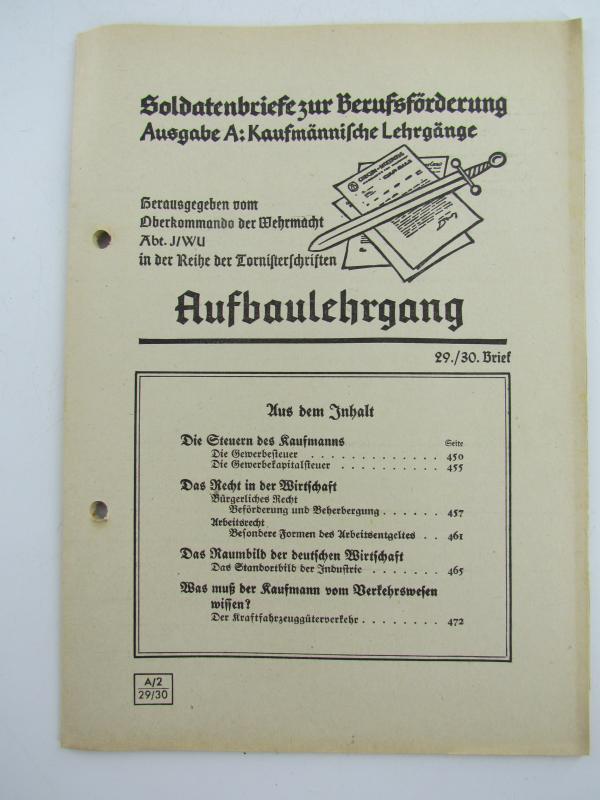 Soldatenbriefe zur Berufsförderung
Ausgabe A: Kaufmännische Lehrgänge
Herausgegeben vom
Oberkommando der Wehrmacht
Abt. J/WU
in der Reihe der Tornisterschriften
Aufbaulehrgang
29./30. Brief
Aus dem Inhalt
Die Steuern des Kaufmanns Seite
Die Gewerbesteuer . . . . . . . . . . . . . 450
Die Gewerbekapitalsteuer . . . . . . . . . . 455
Das Recht in der Wirtschaft
Bürgerliches Recht
Beförderung und Beherbergung . . . . . . 457
Arbeitsrecht
Besondere Formen des Arbeitsentgeltes . . 461
Das Raumbild der deutschen Wirtschaft
Das Standortbild der Industrie . . . . . . . 465
Was muß der Kaufmann vom Verkehrswesen
wissen?
Der Kraftfahrzeuggüterverkehr . . . . . . . . 472
A/2
29/30